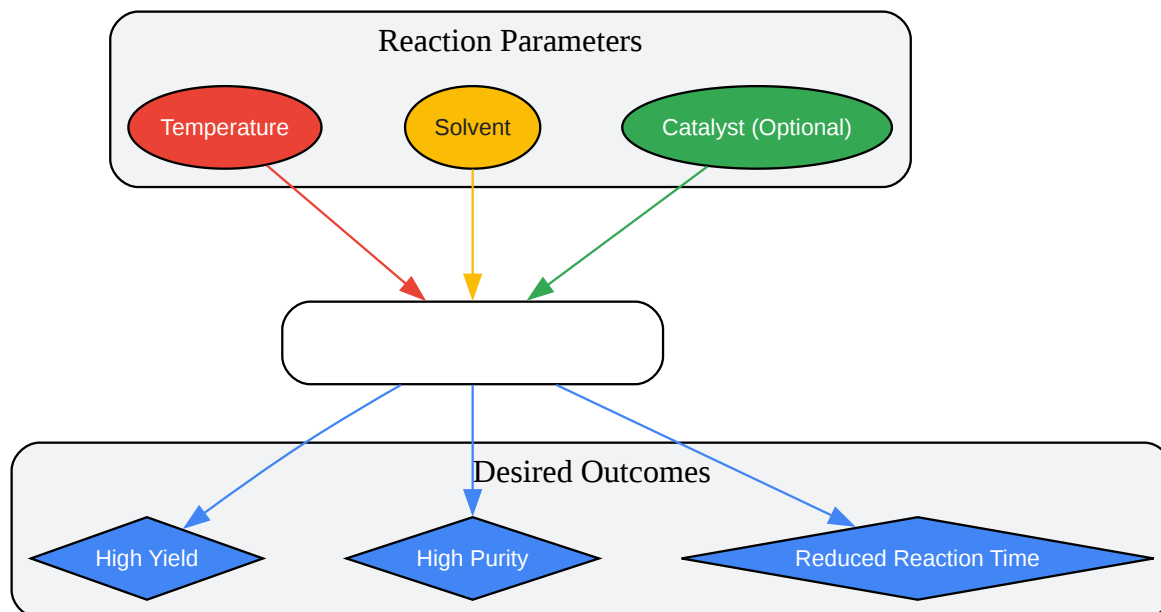 Reaction Parameters
Temperature
Solvent
Catalyst (Optional)
Desired Outcomes
High Yield
High Purity
Reduced Reaction Time